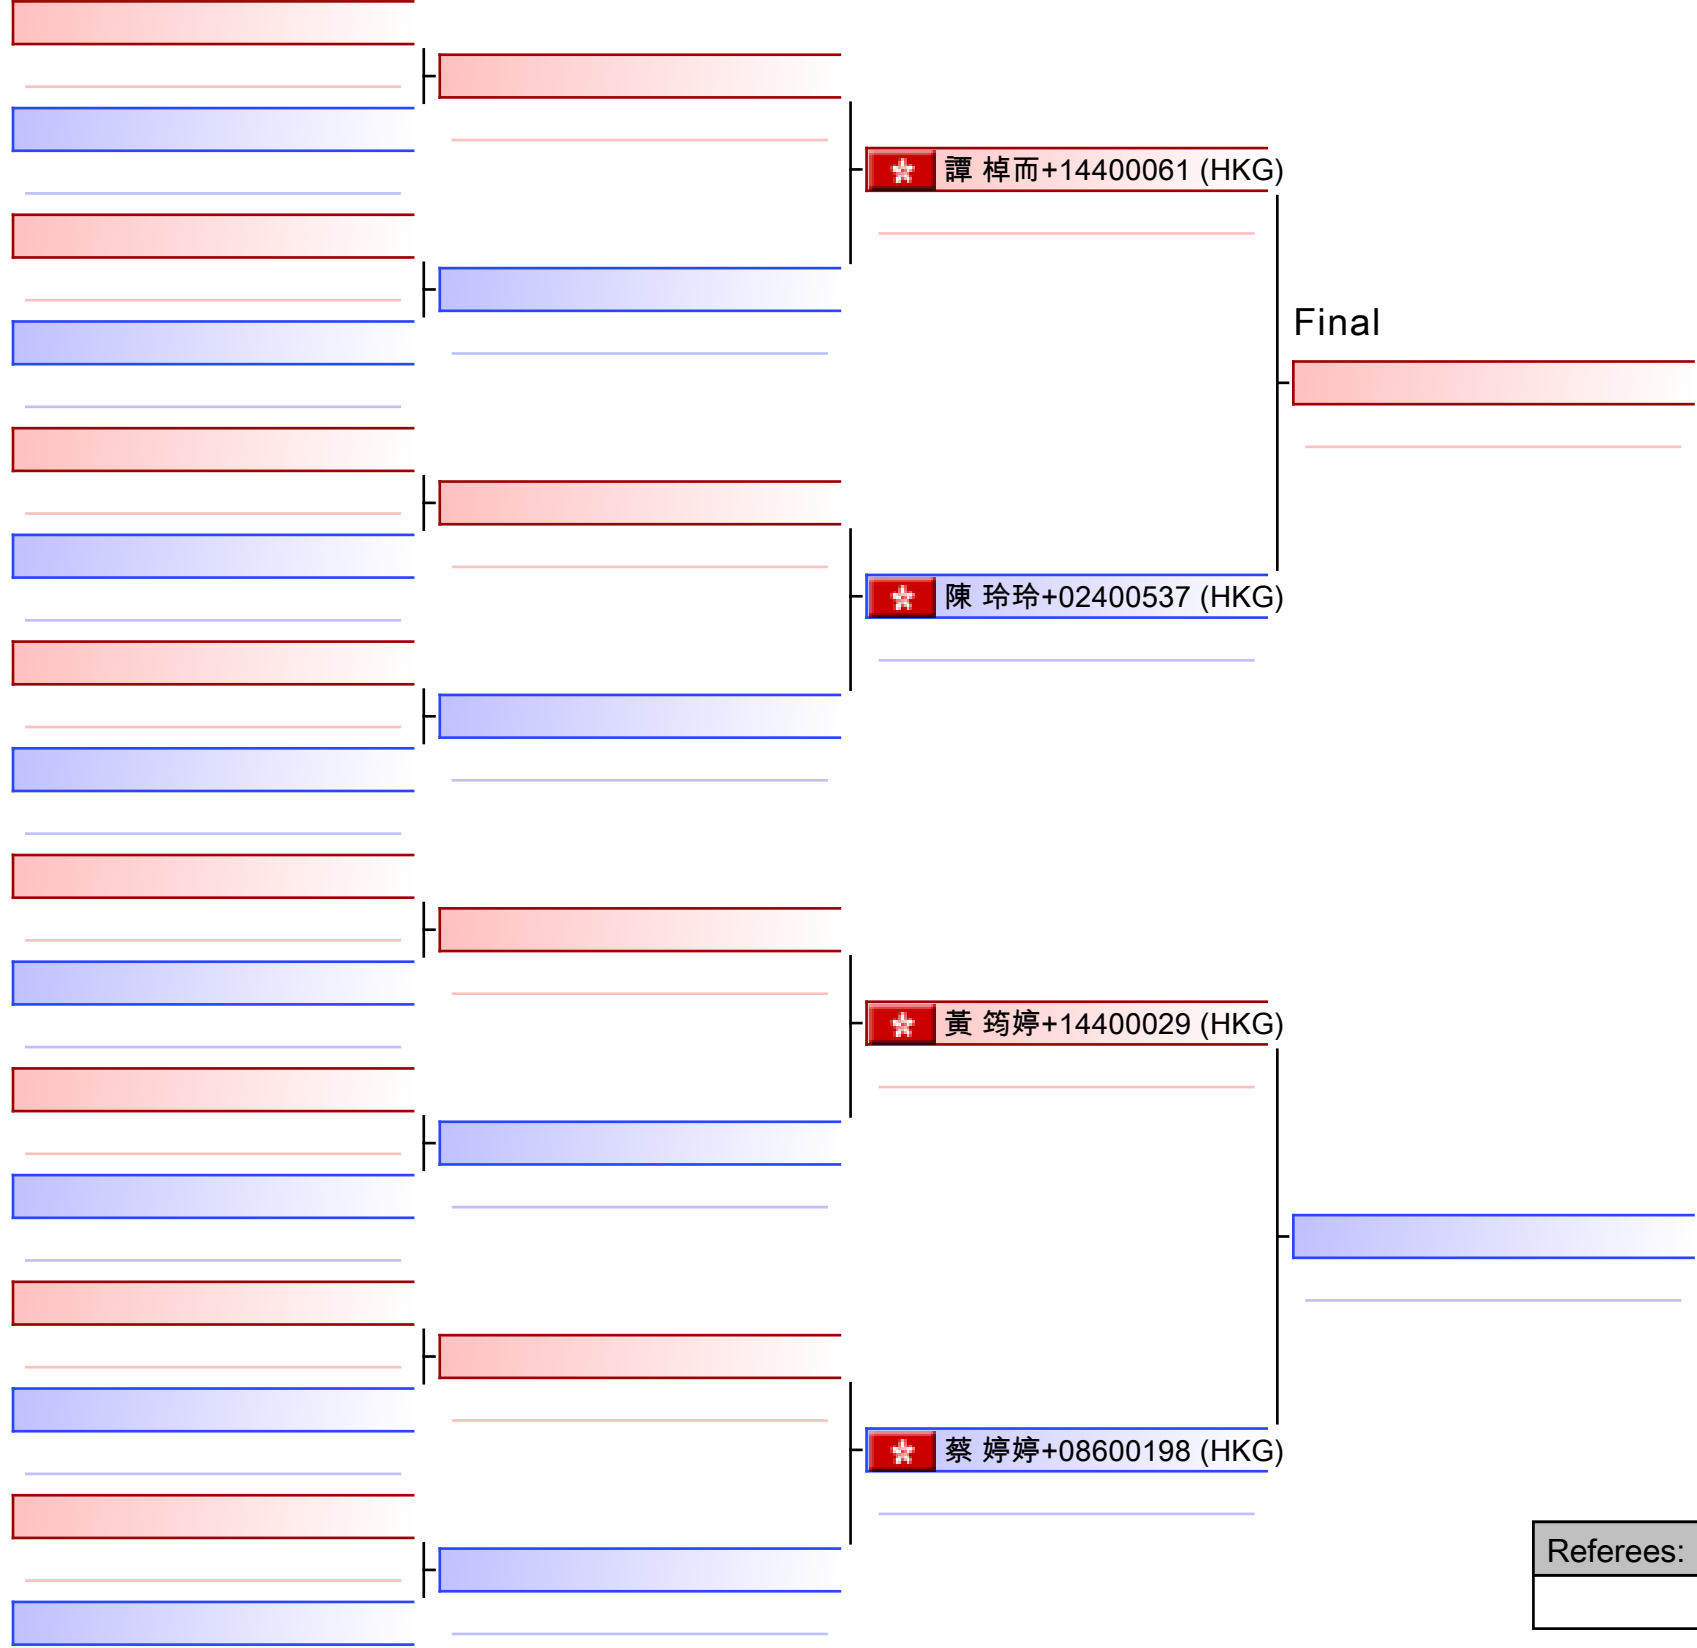 譚 棹而+14400061 (HKG)
Final
陳 玲玲+02400537 (HKG)
黃 筠婷+14400029 (HKG)
蔡 婷婷+08600198 (HKG)
Referees: